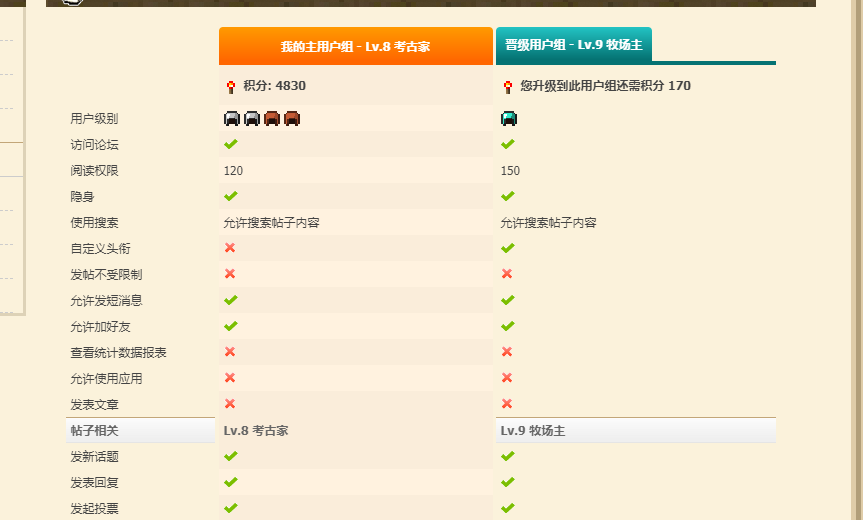 我的主用户组 - Lv.8 考古家 晋级用户组 - Lv.9 牧场主
积分: 4830 您升级到此用户组还需积分 170
用户级别
访问论坛
阅读权限 120 150
隐身
使用搜索 允许搜索帖子内容 允许搜索帖子内容
自定义头衔
发帖不受限制
允许发短消息
允许加好友
查看统计数据报表
允许使用应用
发表文章
帖子相关 Lv.8 考古家 Lv.9 牧场主
发新话题
发表回复
发起投票